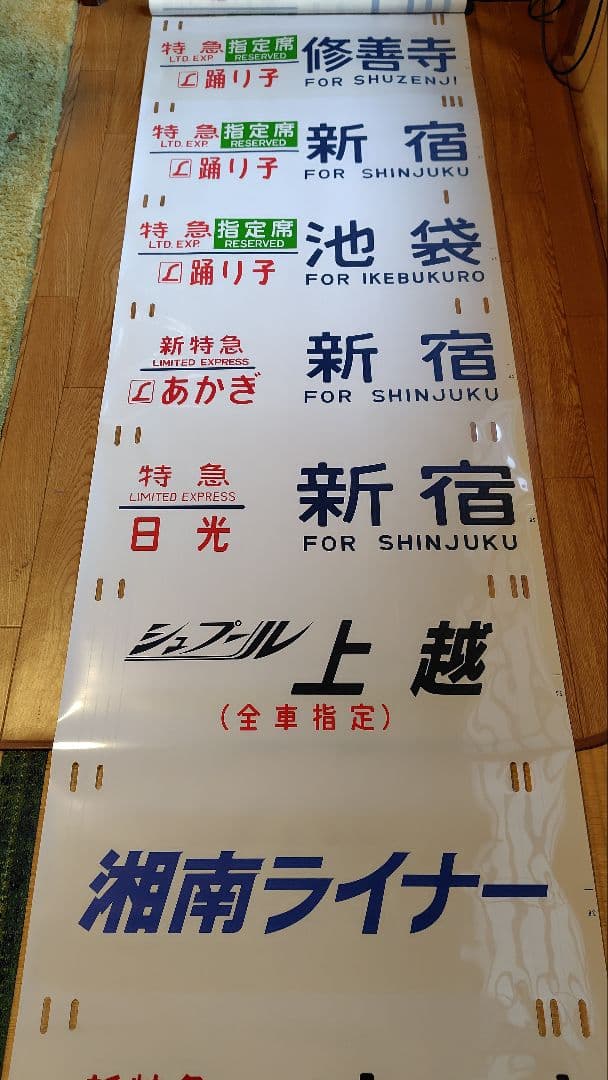 特急 指定席 修善寺
LTD. EXP. RESERVED
L 踊り子 FOR SHUZENJI
特急 指定席 新宿
LTD. EXP. RESERVED
L 踊り子 FOR SHINJUKU
特急 指定席 池袋
LTD. EXP. RESERVED
L 踊り子 FOR IKEBUKURO
新特急 新宿
LIMITED EXPRESS
L あかぎ FOR SHINJUKU
特急 新宿
LIMITED EXPRESS
日光 FOR SHINJUKU
シュプール 上越
(全車指定)
湘南ライナー
新特急